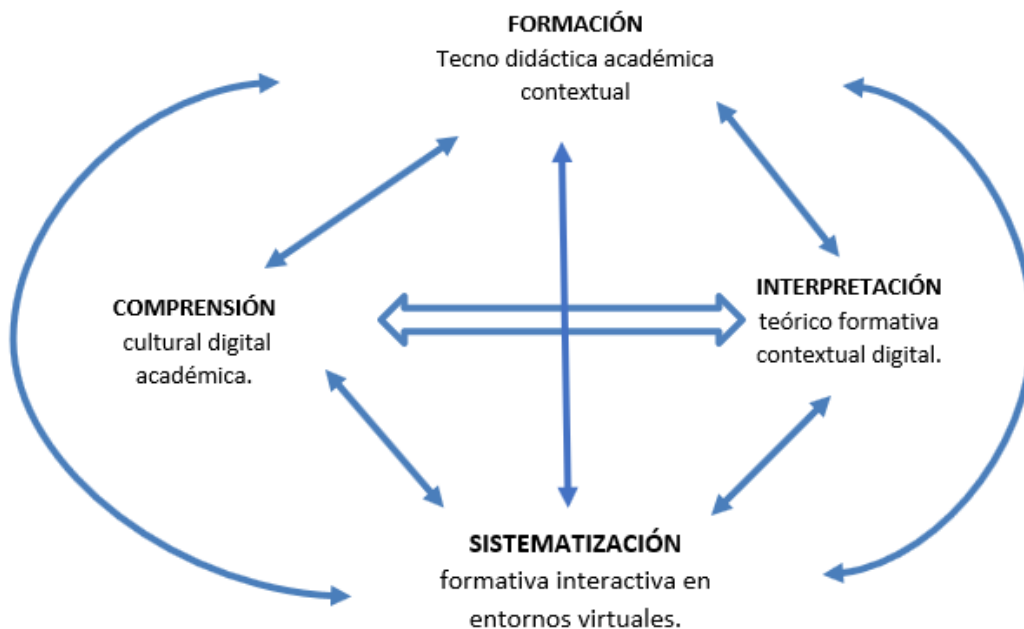 FORMACIÓN
Tecno didáctica académica
contextual
COMPRENSIÓN
cultural digital
académica.
INTERPRETACIÓN
teórico formativa
contextual digital.
SISTEMATIZACIÓN
formativa interactiva en
entornos virtuales.